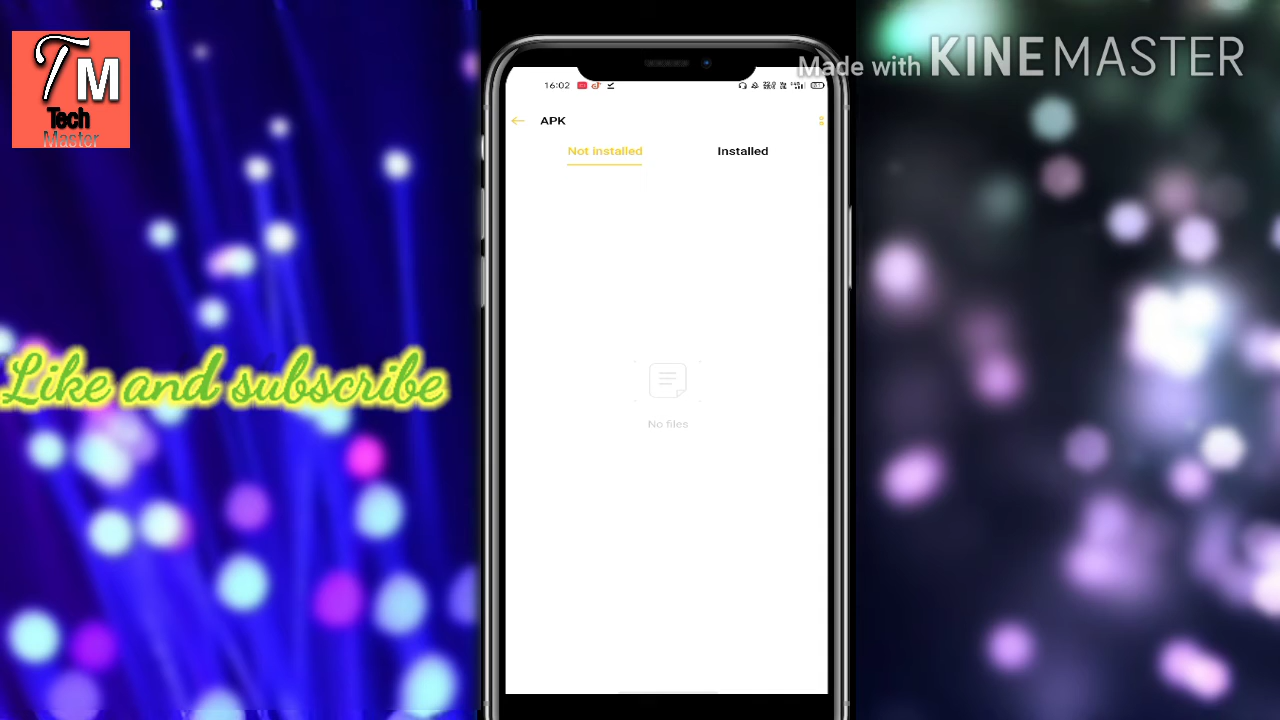 TM
Tech
Master
Made with KINEMASTER
16:02
APK
Not installed
Installed
Like and subscribe
No files